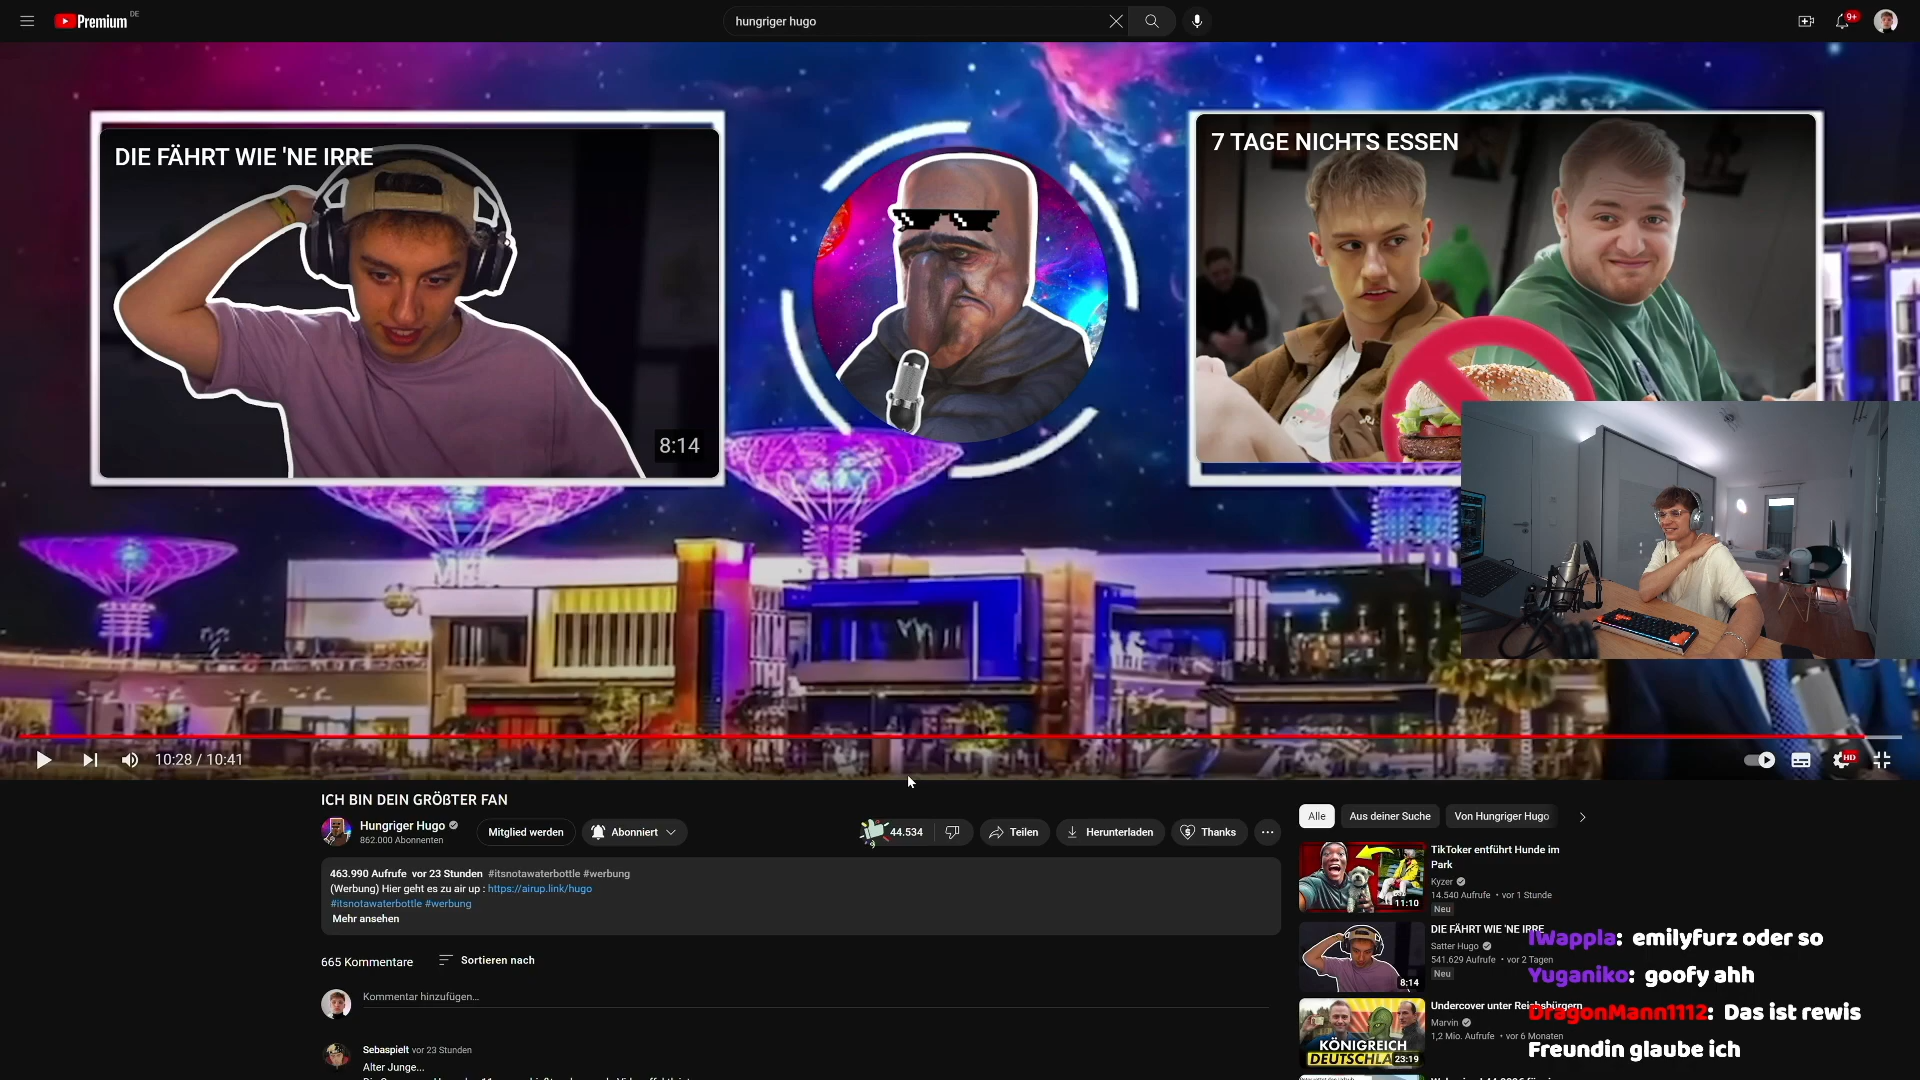 Premium DE
hungriger hugo
9+
DIE FÄHRT WIE 'NE IRRE
8:14
7 TAGE NICHTS ESSEN
10:28 / 10:41
HD
ICH BIN DEIN GRÖßTER FAN
Hungriger Hugo
862.000 Abonnenten
Mitglied werden
Abonniert
44.534
Teilen
Herunterladen
Thanks
463.990 Aufrufe vor 23 Stunden #itsnotawaterbottle #werbung
(Werbung) Hier geht es zu air up : https://airup.link/hugo
#itsnotawaterbottle #werbung
Mehr ansehen
665 Kommentare
Sortieren nach
Kommentar hinzufügen...
Sebaspielt vor 23 Stunden
Alter Junge...
Alle
Aus deiner Suche
Von Hungriger Hugo
TikToker entführt Hunde im
Park
Kyzer
14.540 Aufrufe • vor 1 Stunde
Neu
11:10
DIE FÄHRT WIE 'NE IRRE
Satter Hugo
541.629 Aufrufe • vor 2 Tagen
Neu
8:14
Undercover unter Reichsbürgern
Marvin
1,2 Mio. Aufrufe • vor 6 Monaten
KÖNIGREICH
DEUTSCHLA
23:19
IWappla: emilyfurz oder so
Yuganiko: goofy ahh
DragonMann1112: Das ist rewis
Freundin glaube ich